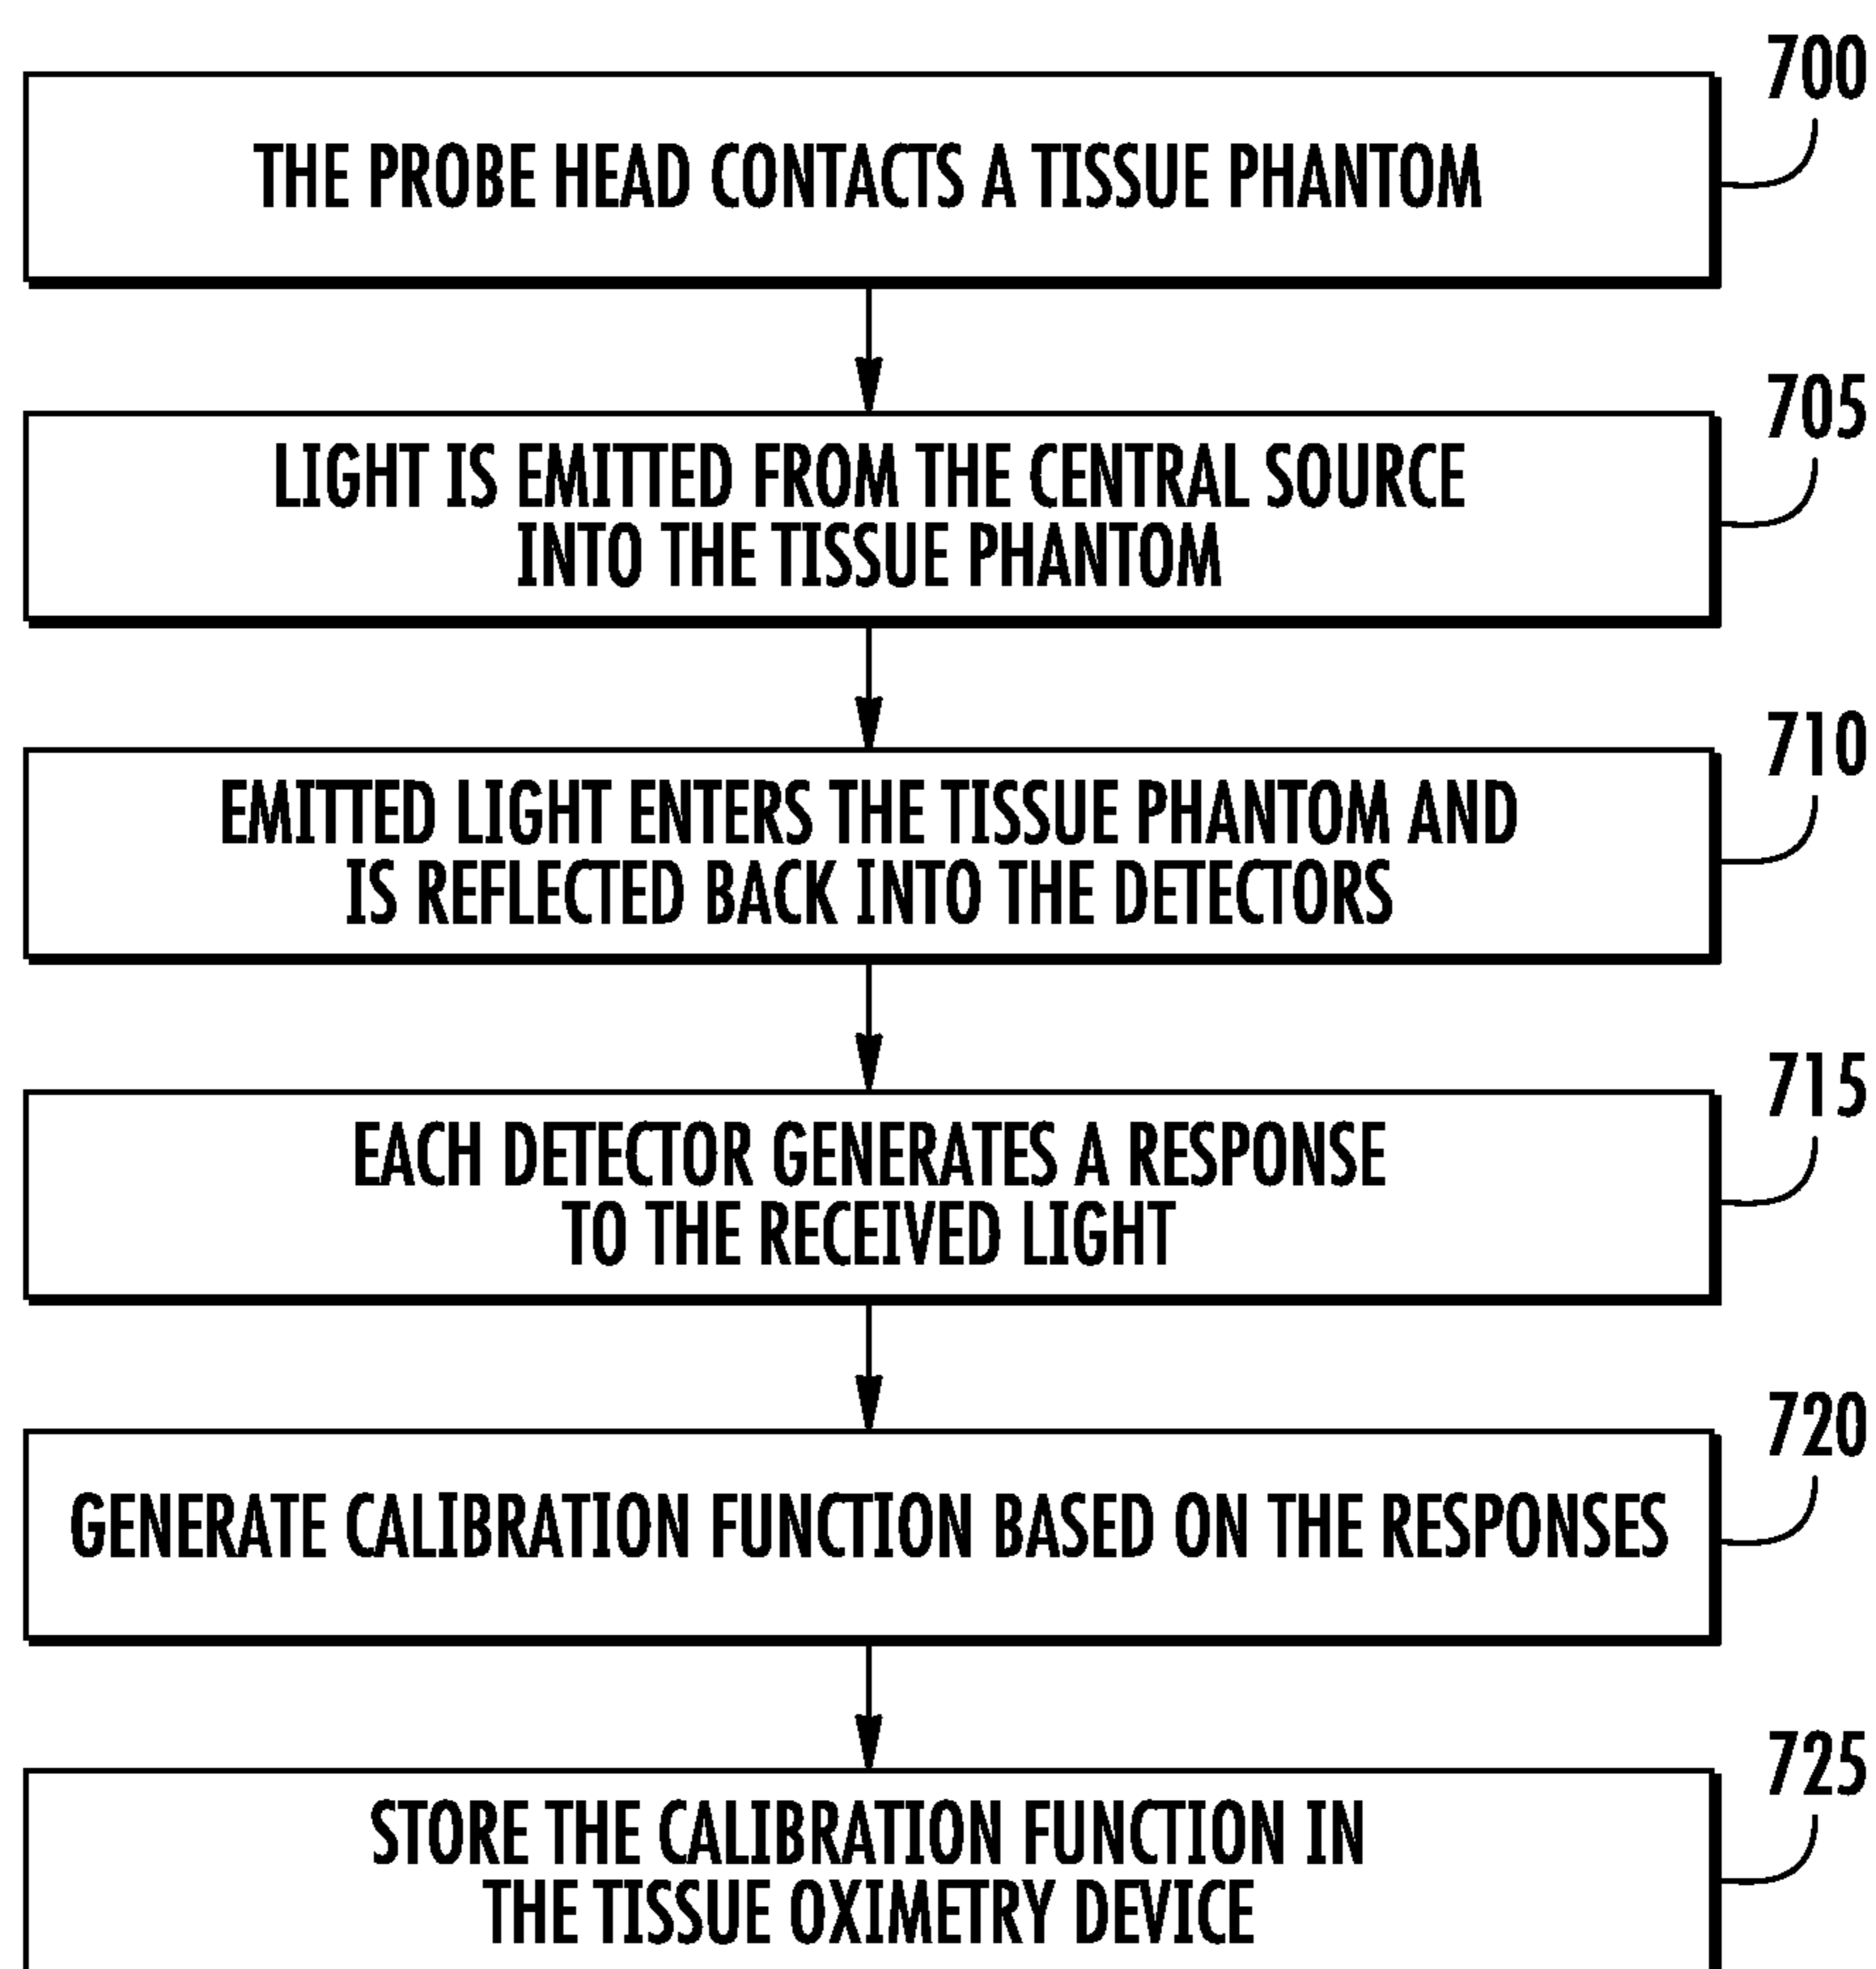 700
THE PROBE HEAD CONTACTS A TISSUE PHANTOM
705
LIGHT IS EMITTED FROM THE CENTRAL SOURCE
INTO THE TISSUE PHANTOM
710
EMITTED LIGHT ENTERS THE TISSUE PHANTOM AND
IS REFLECTED BACK INTO THE DETECTORS
715
EACH DETECTOR GENERATES A RESPONSE
TO THE RECEIVED LIGHT
720
GENERATE CALIBRATION FUNCTION BASED ON THE RESPONSES
725
STORE THE CALIBRATION FUNCTION IN
THE TISSUE OXIMETRY DEVICE